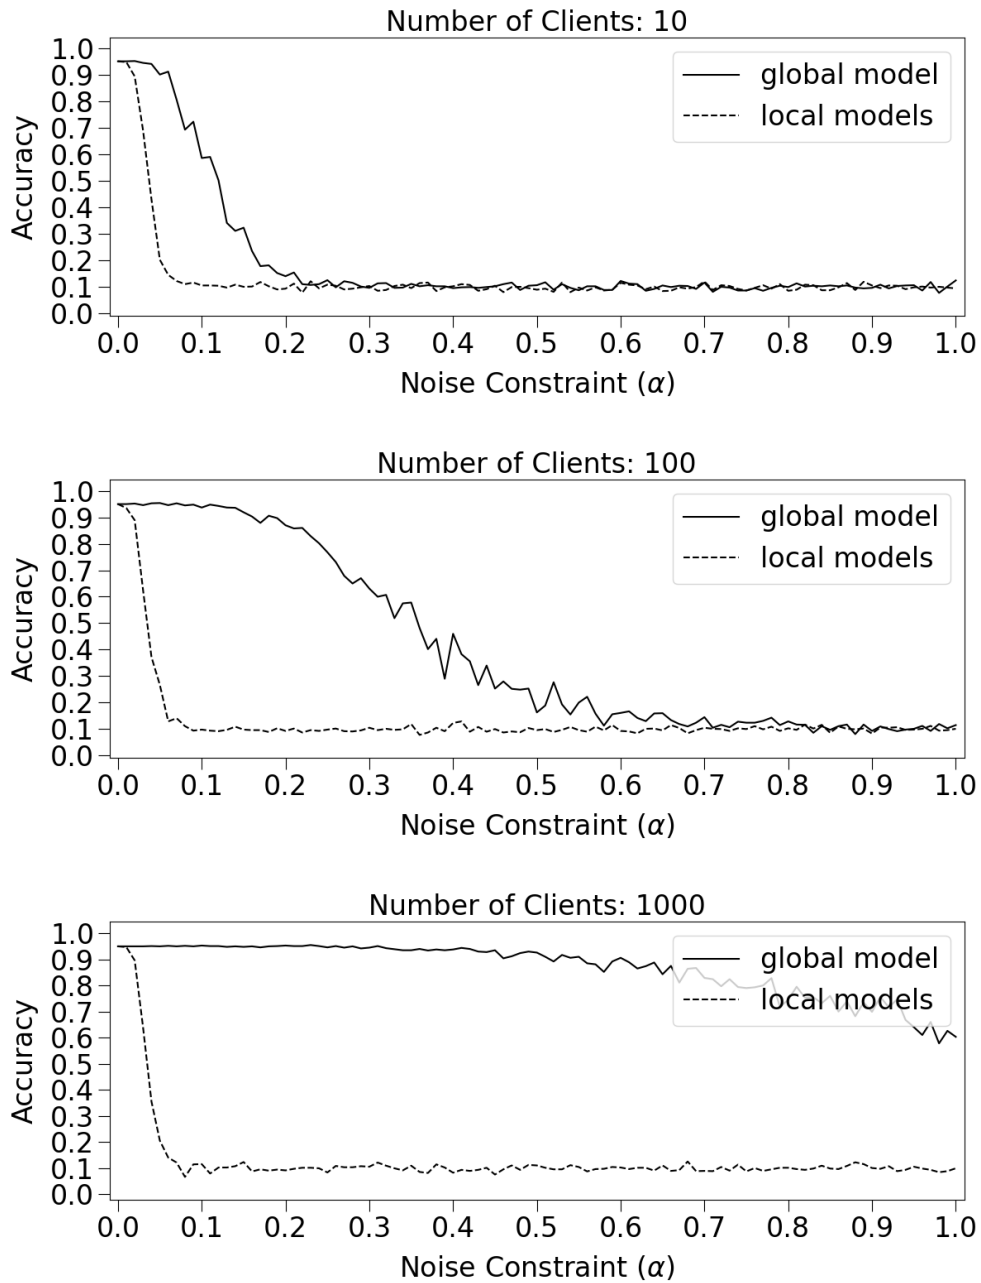 Number of Clients: 10
1.0
0.9
0.8
0.7
0.6
0.5
0.4
0.3
0.2
0.1
0.0
Accuracy
global model
local models
0.0 0.1 0.2 0.3 0.4 0.5 0.6 0.7 0.8 0.9 1.0
Noise Constraint (α)
Number of Clients: 100
1.0
0.9
0.8
0.7
0.6
0.5
0.4
0.3
0.2
0.1
0.0
Accuracy
global model
local models
0.0 0.1 0.2 0.3 0.4 0.5 0.6 0.7 0.8 0.9 1.0
Noise Constraint (α)
Number of Clients: 1000
1.0
0.9
0.8
0.7
0.6
0.5
0.4
0.3
0.2
0.1
0.0
Accuracy
global model
local models
0.0 0.1 0.2 0.3 0.4 0.5 0.6 0.7 0.8 0.9 1.0
Noise Constraint (α)